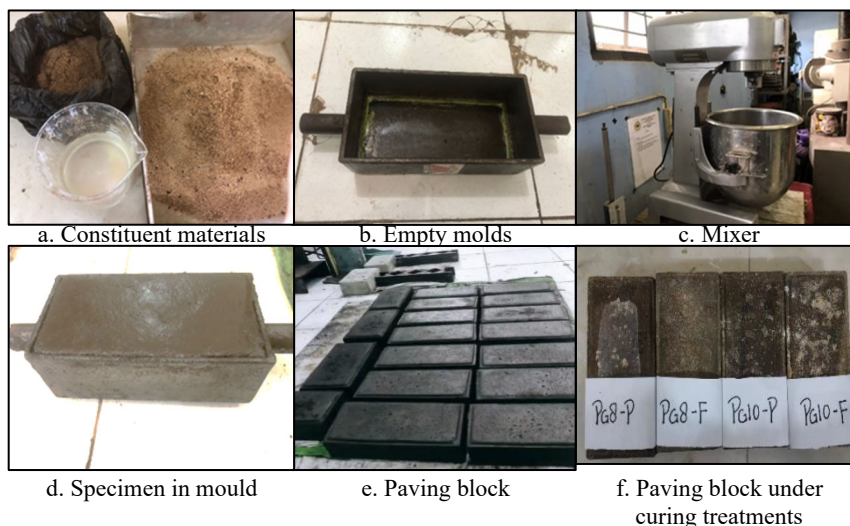 a. Constituent materials
b. Empty molds
c. Mixer
PG8-P
PG8-F
PG10-P
PG10-F
d. Specimen in mould
e. Paving block
f. Paving block under
curing treatments